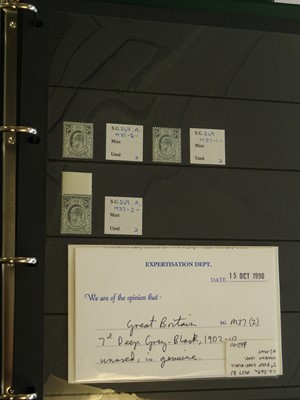 S.G.249.A.
M37-2-
Mint
Used
S.G.249
M37-1-
Mint
Used
S.G.249.A.
M37-2-
Mint
Used
EXPERTISATION DEPT.
DATE 15 OCT 1990
We are of the opinion that -
Great Britain SG M37 (2)
7d Deep Grey-Black, 1902-10
unused, is genuine.